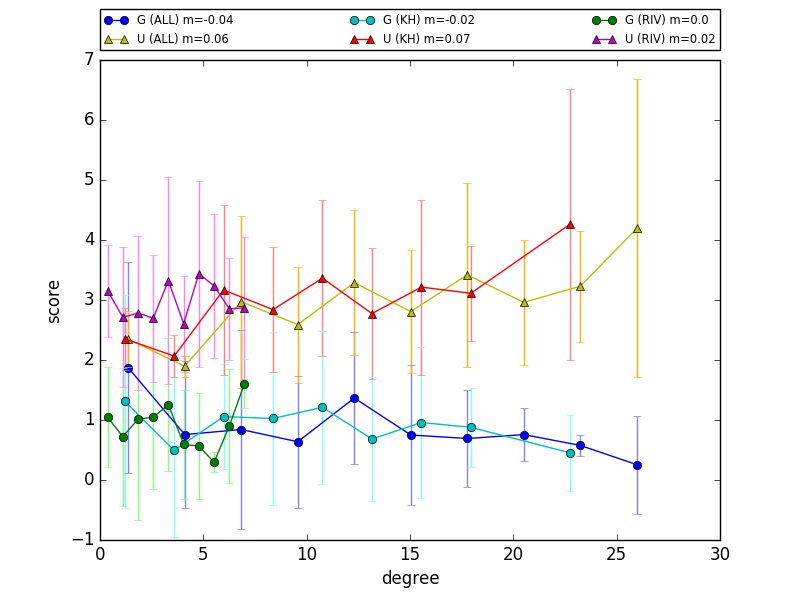 G (ALL) m=-0.04 G (KH) m=-0.02 G (RIV) m=0.0
U (ALL) m=0.06 U (KH) m=0.07 U (RIV) m=0.02
7
6
5
4
3
2
1
0
−1
score
0 5 10 15 20 25 30
degree